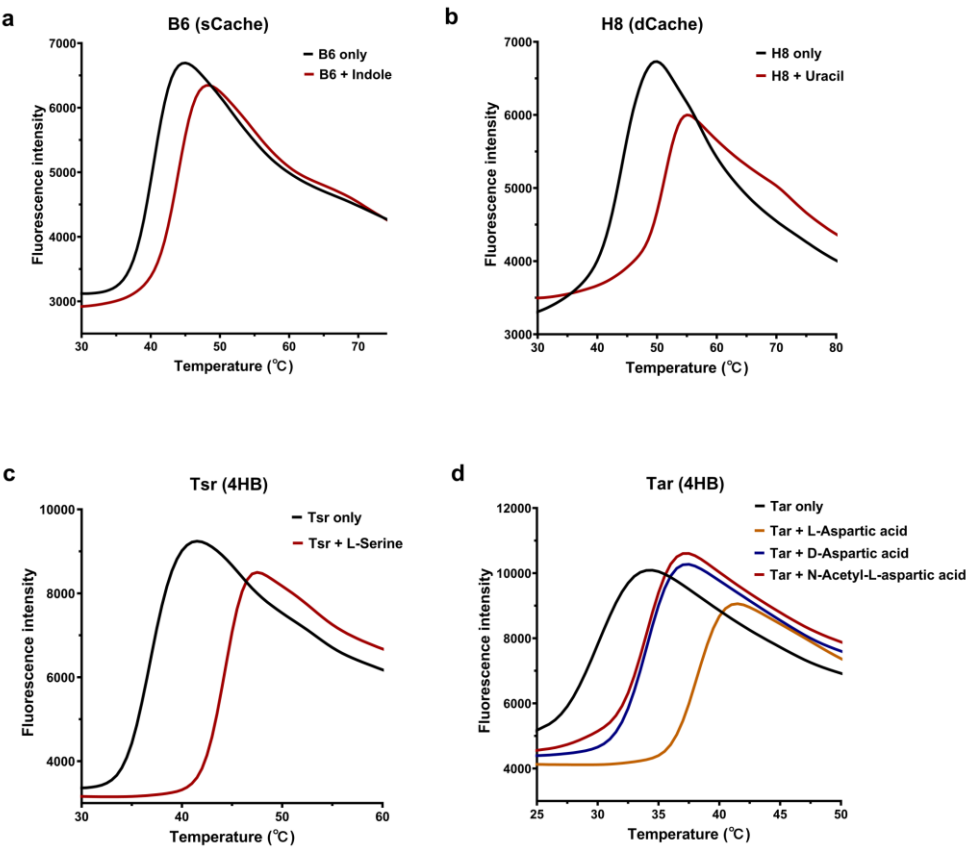 a
B6 (sCache)
B6 only
B6 + Indole
Fluorescence intensity
7000
6000
5000
4000
3000
30 40 50 60 70
Temperature (℃)
b
H8 (dCache)
H8 only
H8 + Uracil
Fluorescence intensity
7000
6000
5000
4000
3000
30 40 50 60 70 80
Temperature (℃)
c
Tsr (4HB)
Tsr only
Tsr + L-Serine
Fluorescence intensity
10000
8000
6000
4000
30 40 50 60
Temperature (℃)
d
Tar (4HB)
Tar only
Tar + L-Aspartic acid
Tar + D-Aspartic acid
Tar + N-Acetyl-L-aspartic acid
Fluorescence intensity
12000
10000
8000
6000
4000
25 30 35 40 45 50
Temperature (℃)